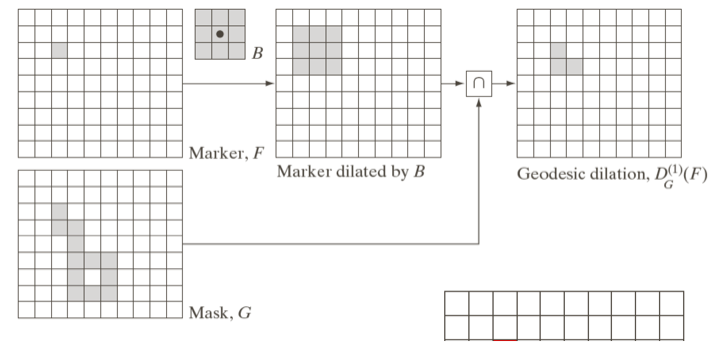 B
Marker, F
Marker dilated by B
∩
Geodesic dilation, D_G^(1)(F)
Mask, G